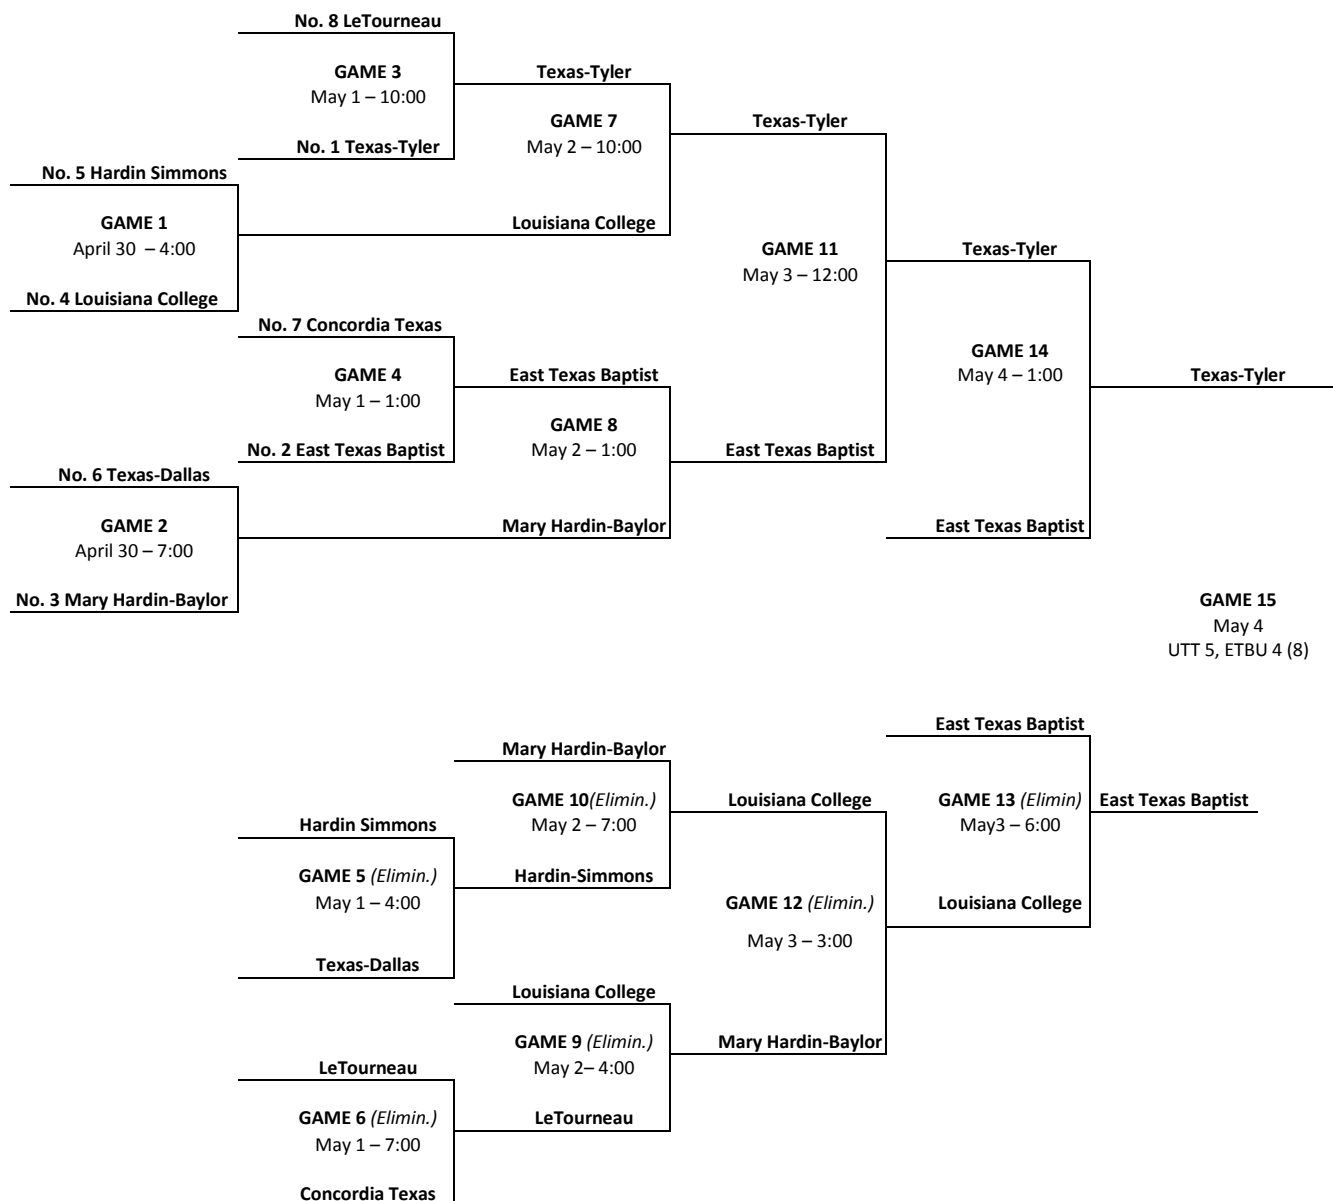 No. 8 LeTourneau
GAME 3
May 1 – 10:00
No. 1 Texas-Tyler
Texas-Tyler
GAME 7
May 2 – 10:00
Louisiana College
Texas-Tyler
No. 5 Hardin Simmons
GAME 1
April 30 – 4:00
No. 4 Louisiana College
GAME 11
May 3 – 12:00
Texas-Tyler
No. 7 Concordia Texas
GAME 4
May 1 – 1:00
No. 2 East Texas Baptist
East Texas Baptist
GAME 8
May 2 – 1:00
Mary Hardin-Baylor
East Texas Baptist
GAME 14
May 4 – 1:00
Texas-Tyler
East Texas Baptist
No. 6 Texas-Dallas
GAME 2
April 30 – 7:00
No. 3 Mary Hardin-Baylor
GAME 15
May 4
UTT 5, ETBU 4 (8)
East Texas Baptist
GAME 13 (Elimin)
May3 – 6:00
Louisiana College
East Texas Baptist
Mary Hardin-Baylor
GAME 10(Elimin.)
May 2 – 7:00
Hardin-Simmons
Louisiana College
Hardin Simmons
GAME 5 (Elimin.)
May 1 – 4:00
Texas-Dallas
GAME 12 (Elimin.)
May 3 – 3:00
Louisiana College
GAME 9 (Elimin.)
May 2– 4:00
LeTourneau
Mary Hardin-Baylor
LeTourneau
GAME 6 (Elimin.)
May 1 – 7:00
Concordia Texas